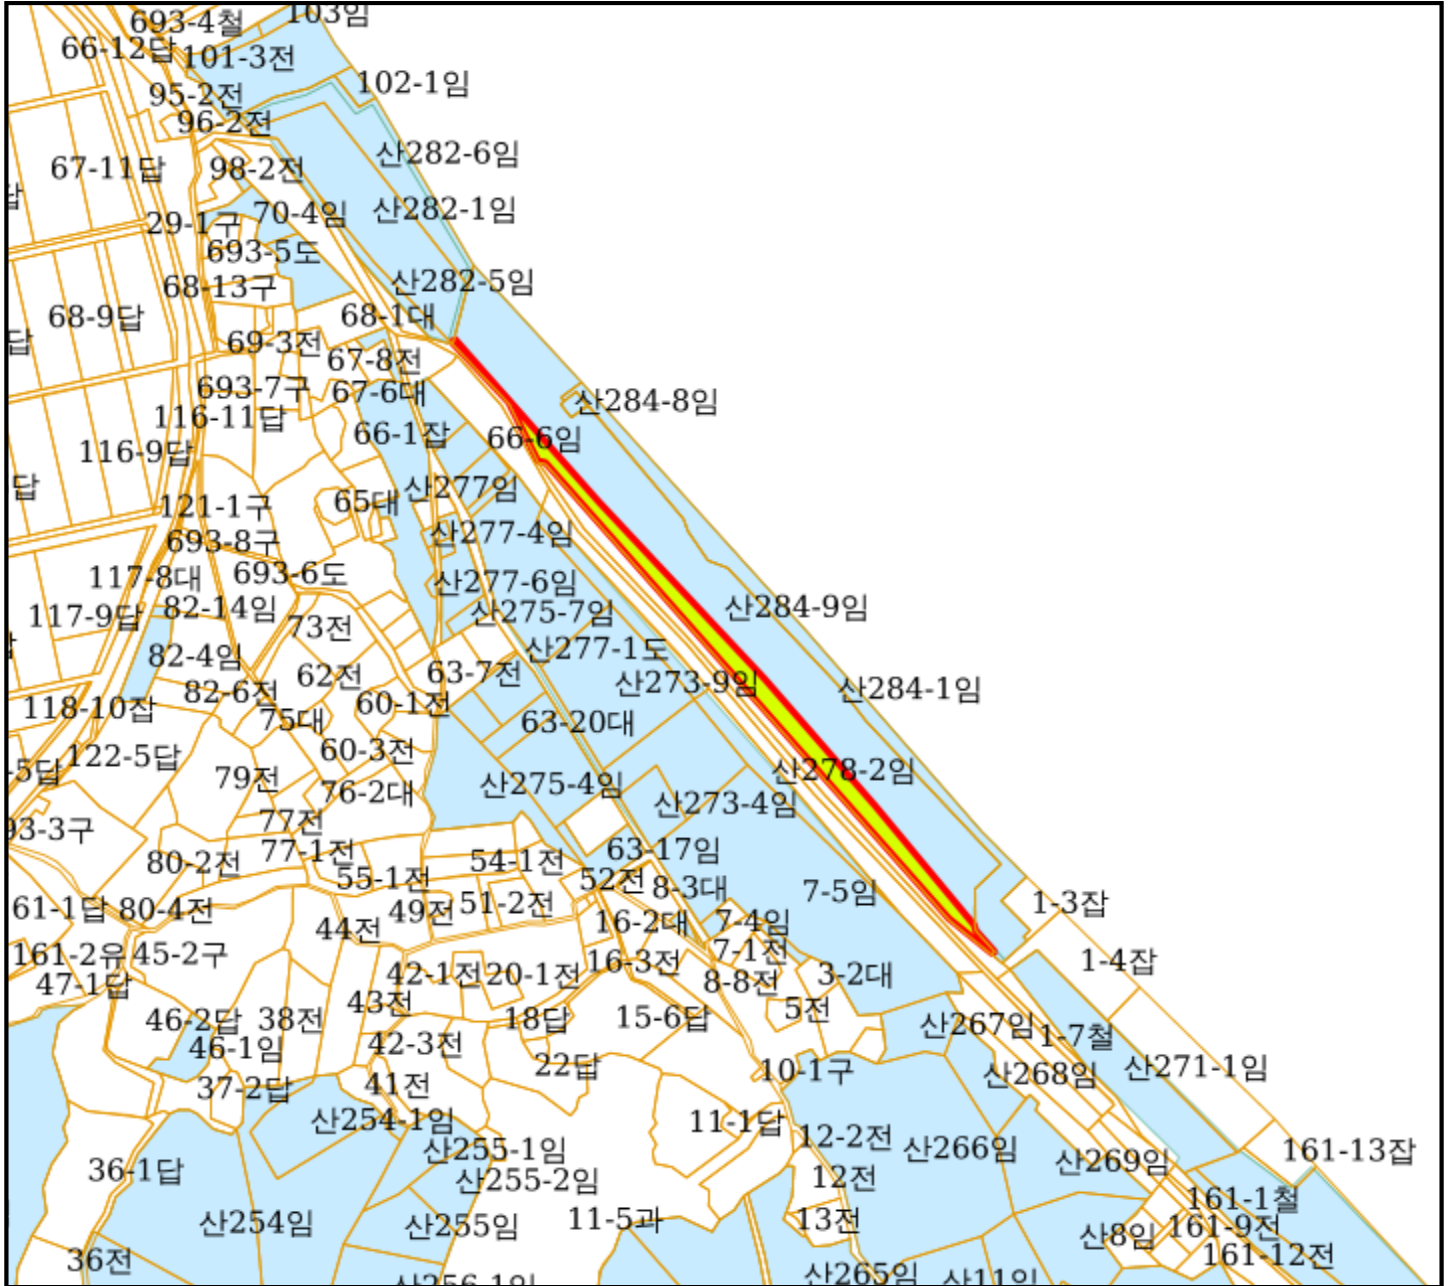 103임
693-4철
66-12답
101-3전
102-1임
95-2전
96-2전
산282-6임
67-11답
98-2전
답
산282-1임
70-4임
29-1구
693-5도
산282-5임
68-13구
68-9답
68-1대
답
69-3전
67-8전
693-7구
67-6대
산284-8임
116-11답
66-1잡
66-6임
116-9답
답
산277임
65대
121-1구
산277-4임
693-8구
693-6도
117-8대
산277-6임
82-14임
산284-9임
117-9답
산275-7임
73전
산277-1도
82-4임
63-7전
62전
산273-9임
산284-1임
82-6전
60-1전
118-10잡
75대
63-20대
60-3전
122-5답
-5답
79전
산278-2임
산275-4임
76-2대
산273-4임
77전
93-3구
77-1전
63-17임
80-2전
54-1전
55-1전
52전
8-3대
7-5임
51-2전
1-3잡
61-1답
80-4전
49전
16-2대
7-4임
44전
7-1전
161-2유
45-2구
16-3전
1-4잡
42-1전
20-1전
3-2대
8-8전
47-1답
43전
5전
46-2답
38전
18답
15-6답
산267임
1-7철
46-1임
42-3전
22답
산271-1임
10-1구
산268임
37-2답
41전
산254-1임
11-1답
12-2전
산266임
산255-1임
161-13잡
산269임
36-1답
산255-2임
12전
161-1철
산254임
산255임
11-5과
13전
161-9전
산8임
161-12전
36전
산265임
산11임
산256-1임